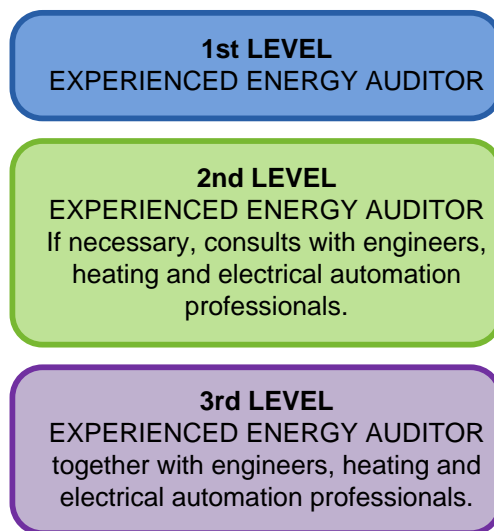 1st LEVEL
EXPERIENCED ENERGY AUDITOR
2nd LEVEL
EXPERIENCED ENERGY AUDITOR
If necessary, consults with engineers,
heating and electrical automation
professionals.
3rd LEVEL
EXPERIENCED ENERGY AUDITOR
together with engineers, heating and
electrical automation professionals.